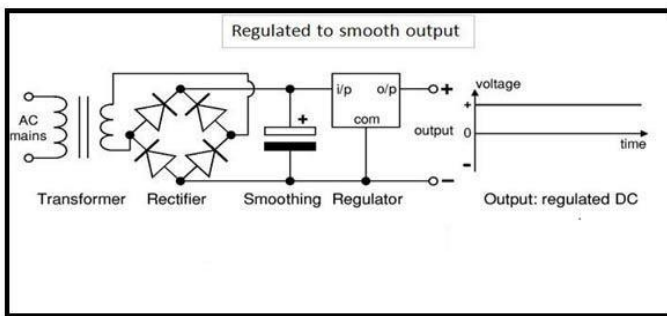 Regulated to smooth output
AC
mains
+
i/p
o/p
com
+
output
−
voltage
+
0
−
time
Transformer
Rectifier
Smoothing
Regulator
Output: regulated DC